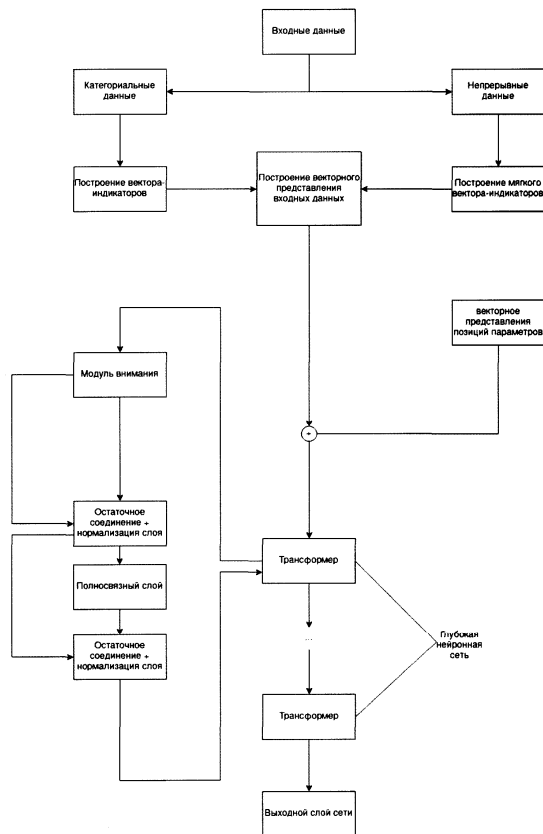 Входные данные
Категориальные
данные
Непрерывные
данные
Построение вектора-
индикаторов
Построение векторного
представления
входных данных
Построение мягкого
вектора-индикаторов
векторное
представления
позиций параметров
Модуль внимания
+
Остаточное
соединение +
нормализация слоя
Трансформер
Полносвязный слой
...
Глубокая
нейронная
сеть
Остаточное
соединение +
нормализация слоя
Трансформер
Выходной слой сети